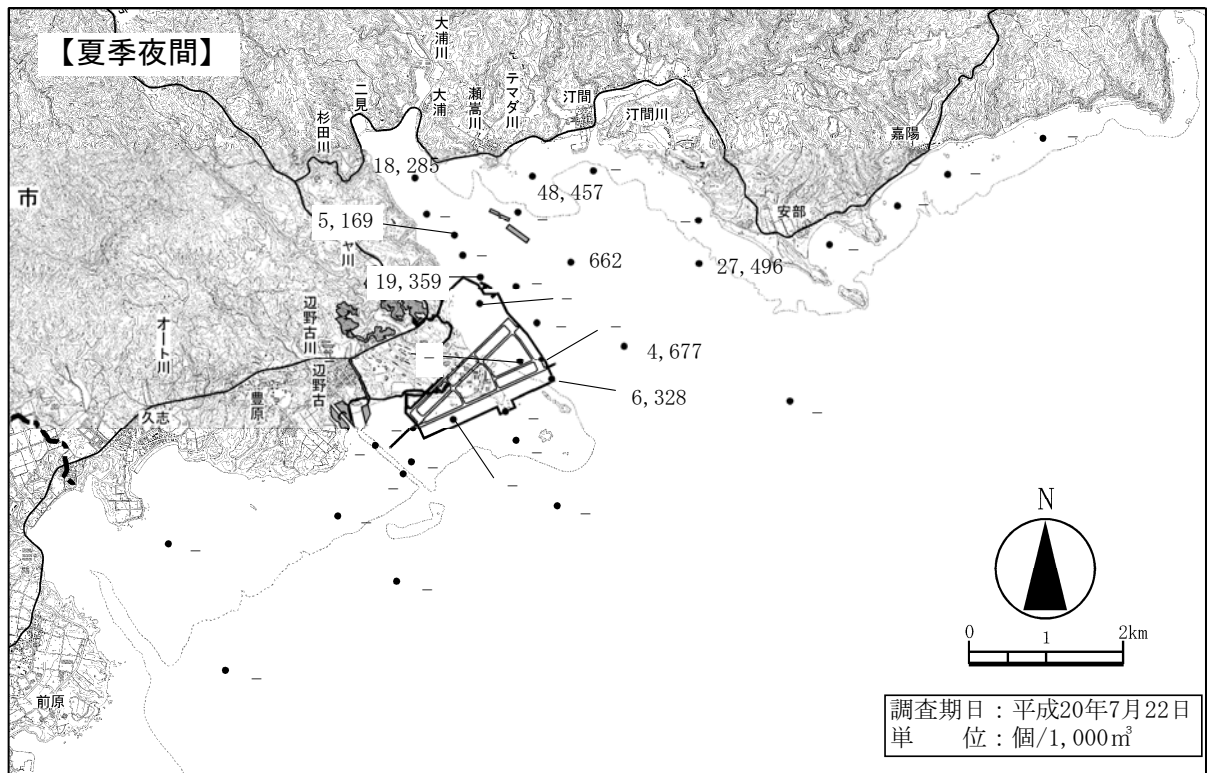 【夏季夜間】
大浦川
テマダ川
二見
大浦
瀬嵩川
汀間
汀間川
杉田川
嘉陽
18,285
48,457
—
—
市
安部
5,169
—
—
—
—
—
662
27,496
—
—
19,359
—
—
辺野古川
オート川
—
—
4,677
—
辺野古
豊原
6,328
久志
—
—
—
—
—
—
—
—
—
—
—
—
—
前原
N
0
1
2km
調査期日：平成20年7月22日
単　　位：個/1,000㎥